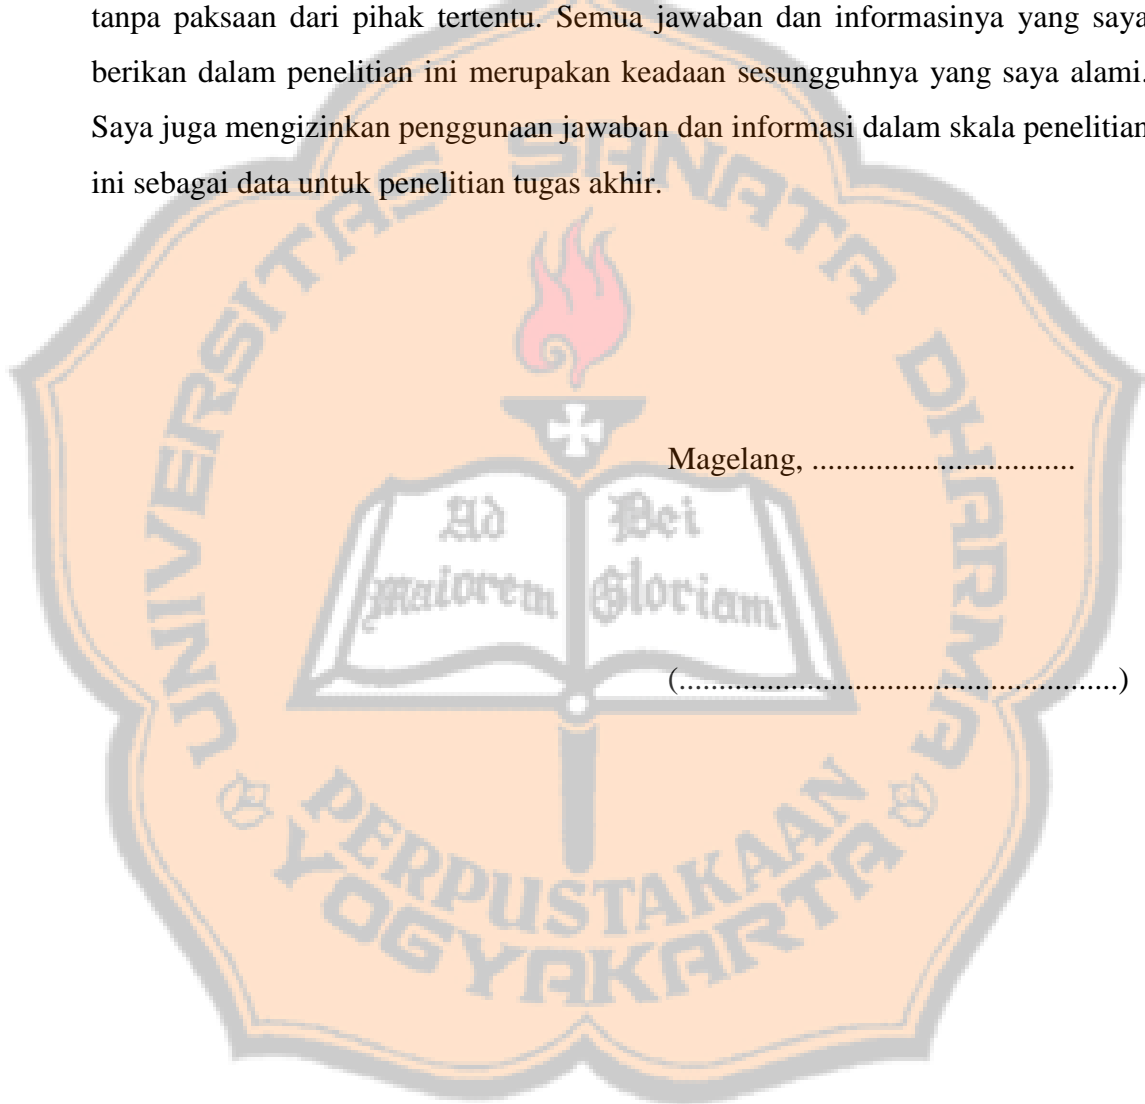 tanpa paksaan dari pihak tertentu. Semua jawaban dan informasinya yang saya
berikan dalam penelitian ini merupakan keadaan sesungguhnya yang saya alami.
Saya juga mengizinkan penggunaan jawaban dan informasi dalam skala penelitian
ini sebagai data untuk penelitian tugas akhir.
UNIVERSITAS SANATA DHARMA
Magelang, .................................
Ad Dei
maiorem Gloriam
(.......................................................)
PERPUSTAKAAN
YOGYAKARTA